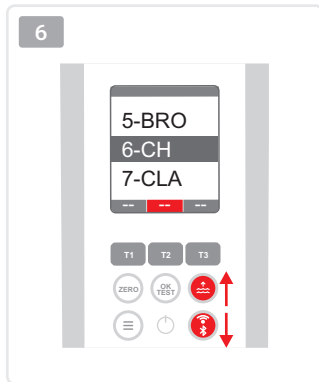 6
5-BRO
6-CH
7-CLA
-- -- --
T1 T2 T3
ZERO OK TEST